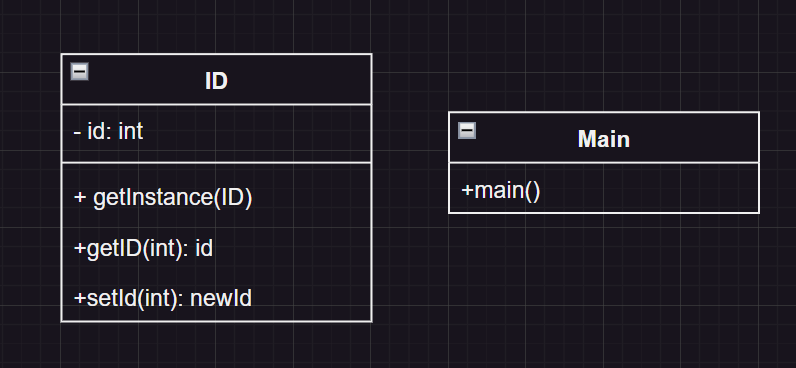 ID
- id: int
+ getInstance(ID)
+getID(int): id
+setId(int): newId
Main
+main()